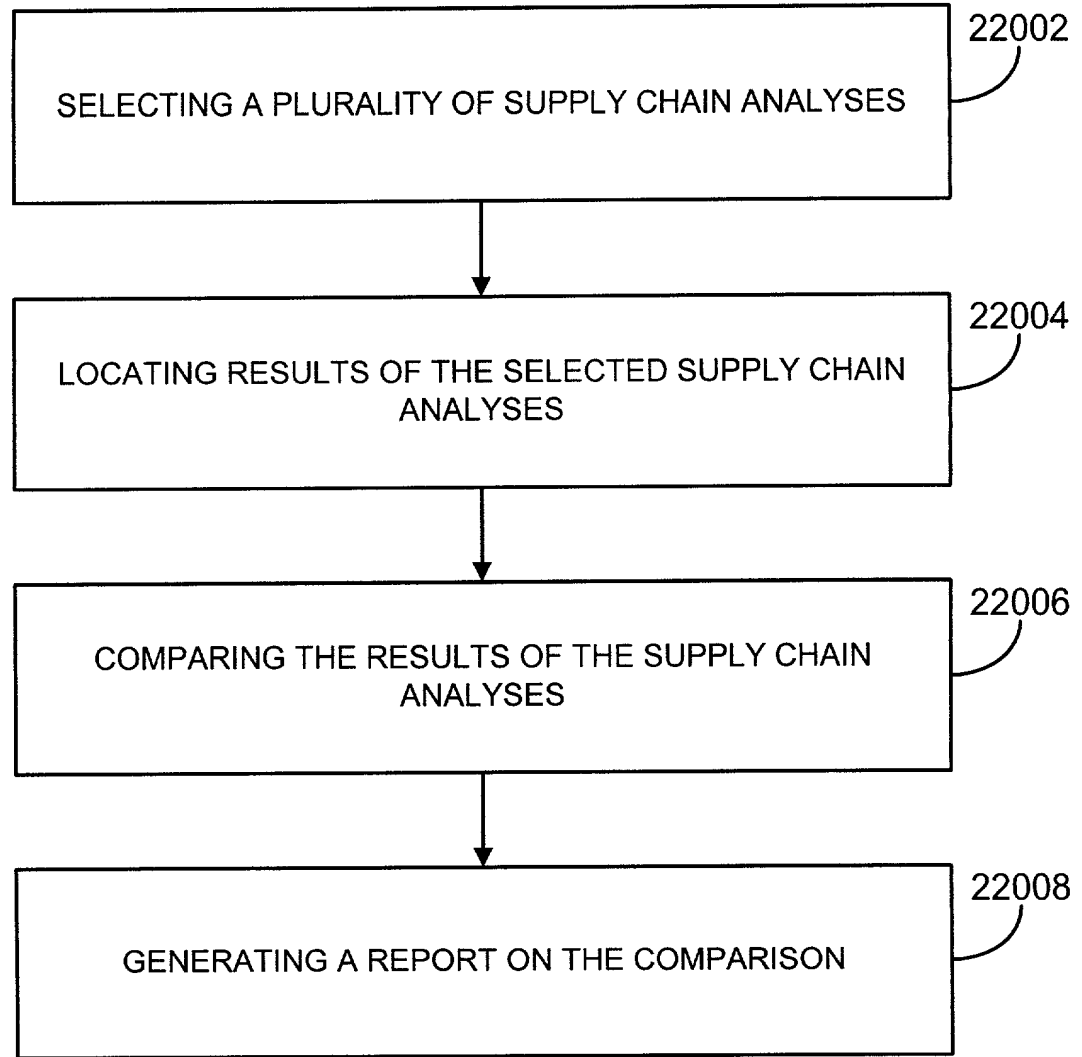 22002
SELECTING A PLURALITY OF SUPPLY CHAIN ANALYSES
22004
LOCATING RESULTS OF THE SELECTED SUPPLY CHAIN
ANALYSES
22006
COMPARING THE RESULTS OF THE SUPPLY CHAIN
ANALYSES
22008
GENERATING A REPORT ON THE COMPARISON